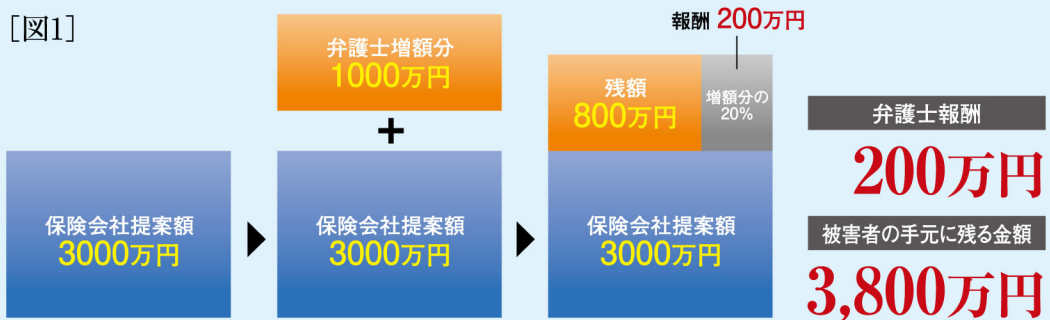 [図1]
保険会社提案額
3000万円
弁護士増額分
1000万円
+
保険会社提案額
3000万円
報酬 200万円
残額
800万円
増額分の
20%
保険会社提案額
3000万円
弁護士報酬
200万円
被害者の手元に残る金額
3,800万円